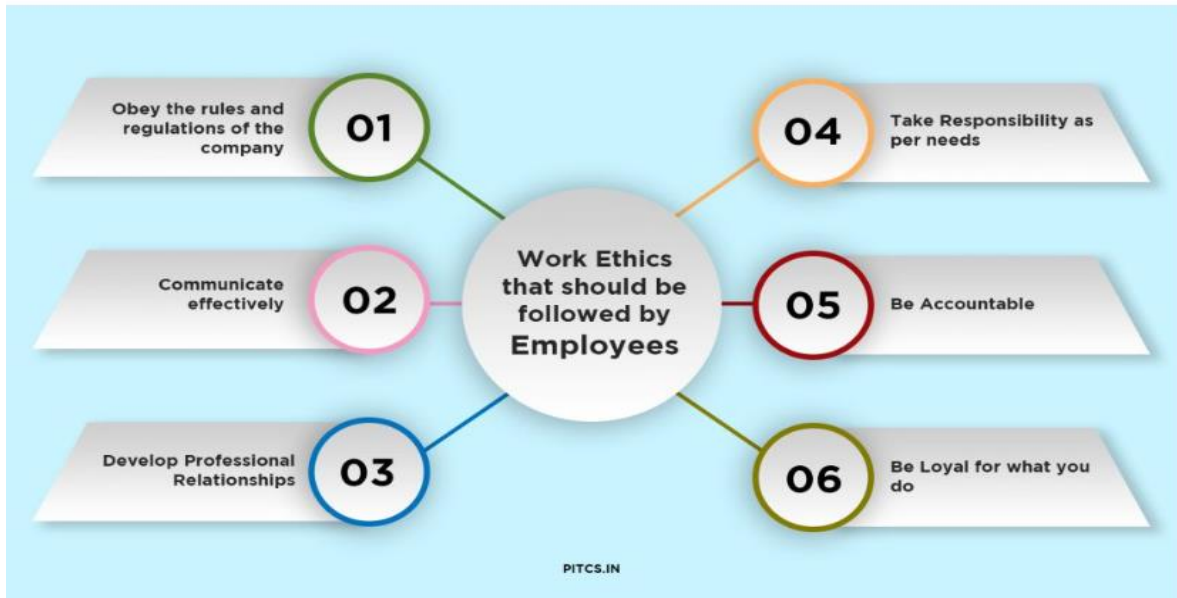 Obey the rules and
regulations of the
company
01
Communicate
effectively
02
Develop Professional
Relationships
03
Work Ethics
that should be
followed by
Employees
04
Take Responsibility as
per needs
05
Be Accountable
06
Be Loyal for what you
do
PITCS.IN